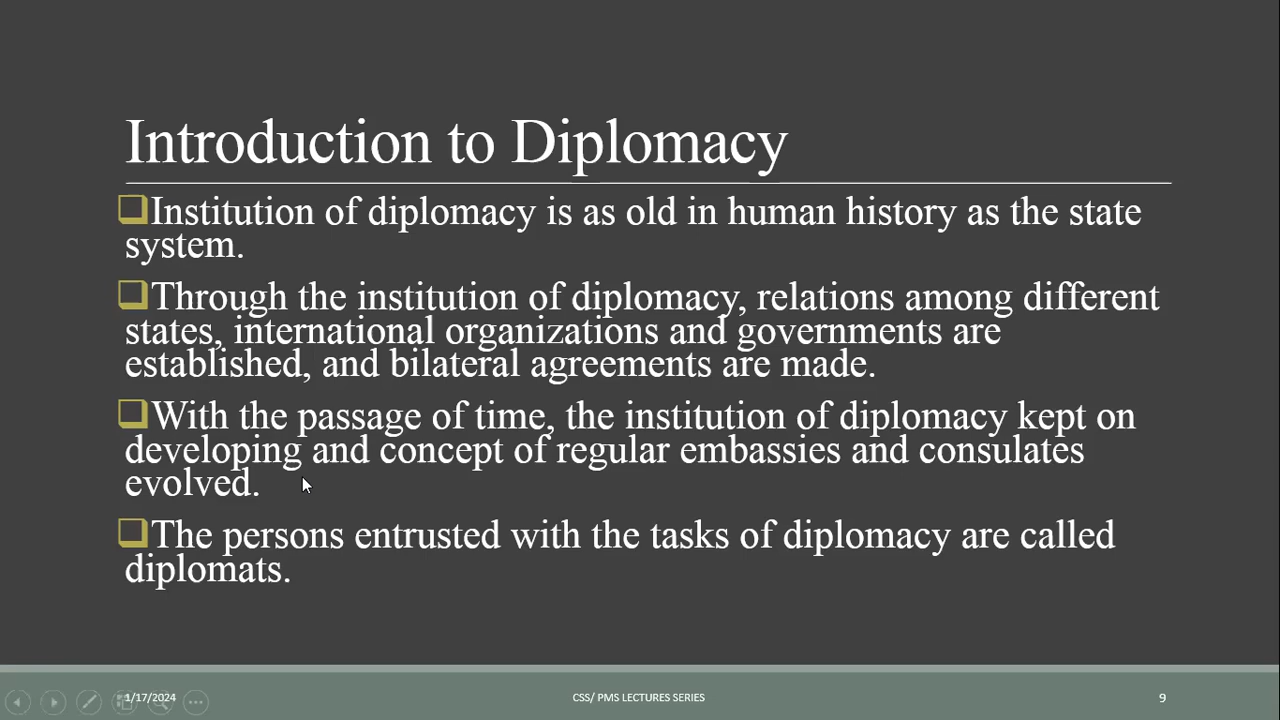 Introduction to Diplomacy
Institution of diplomacy is as old in human history as the state
system.
Through the institution of diplomacy, relations among different
states, international organizations and governments are
established, and bilateral agreements are made.
With the passage of time, the institution of diplomacy kept on
developing and concept of regular embassies and consulates
evolved.
The persons entrusted with the tasks of diplomacy are called
diplomats.
1/17/2024 CSS/ PMS LECTURES SERIES 9